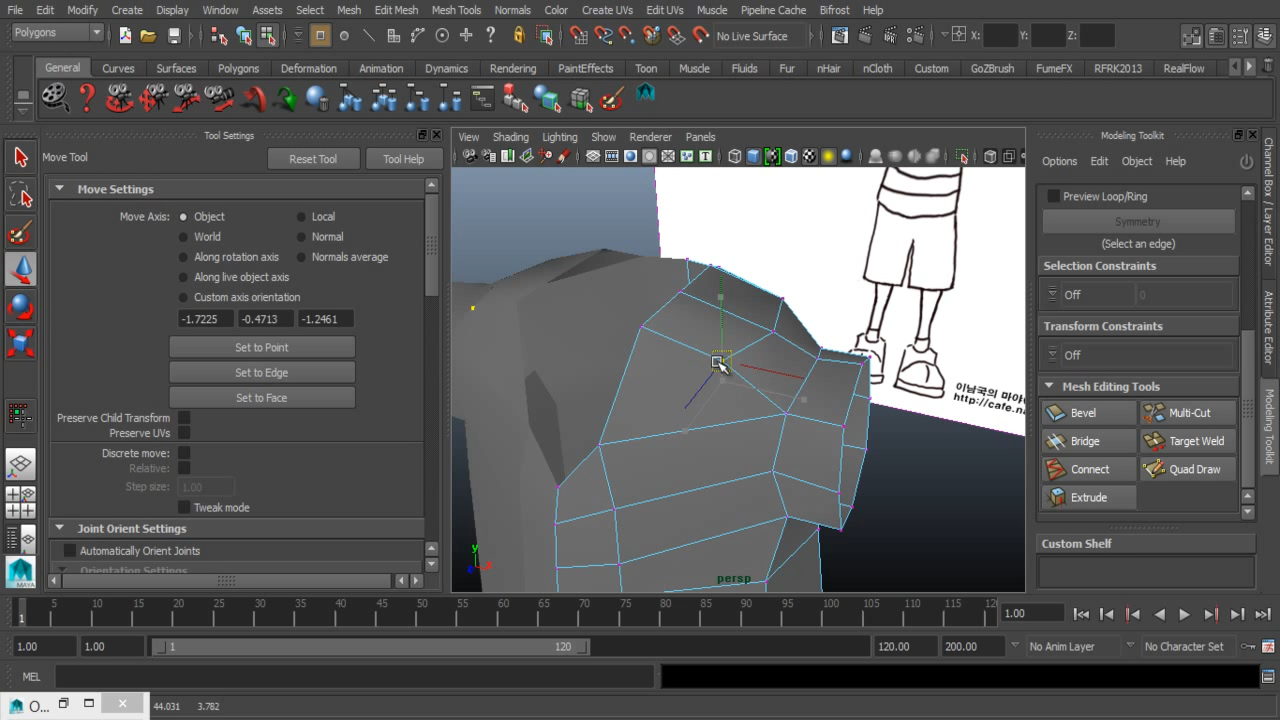 File Edit Modify Create Display Window Assets Select Mesh Edit Mesh Mesh Tools Normals Color Create UVs Edit UVs Muscle Pipeline Cache Bifrost Help
Polygons No Live Surface X: Y: Z:
General Curves Surfaces Polygons Deformation Animation Dynamics Rendering PaintEffects Toon Muscle Fluids Fur nHair nCloth Custom GoZBrush FumeFX RFRK2013 RealFlow
Tool Settings
Move Tool Reset Tool Tool Help
Move Settings
Move Axis: Object Local
World Normal
Along rotation axis Normals average
Along live object axis
Custom axis orientation
-1.7225 -0.4713 -1.2461
Set to Point
Set to Edge
Set to Face
Preserve Child Transform
Preserve UVs
Discrete move:
Relative:
Step size: 1.00
Tweak mode
Joint Orient Settings
Automatically Orient Joints
Orientation Settings
MAYA
View Shading Lighting Show Renderer Panels
이남국의 마야
http://cafe.na
y
persp
Modeling Toolkit
Options Edit Object Help
Preview Loop/Ring
Symmetry
(Select an edge)
Selection Constraints
Off 0
Transform Constraints
Off
Mesh Editing Tools
Bevel Multi-Cut
Bridge Target Weld
Connect Quad Draw
Extrude
Custom Shelf
Channel Box / Layer Editor
Attribute Editor
Modeling Toolkit
1 5 10 15 20 25 30 35 40 45 50 55 60 65 70 75 80 85 90 95 100 105 110 115 12 1.00
1.00 1.00 1 120 120.00 200.00 No Anim Layer No Character Set
MEL
O... 44.031 3.782